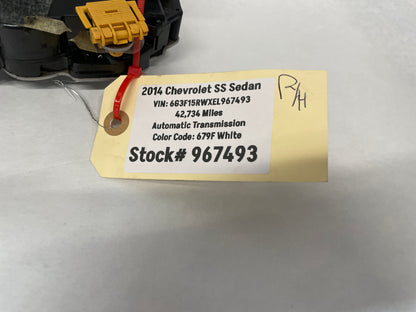 2014 Chevrolet SS Sedan
VIN: 6G3F15RWXEL967493
42,734 Miles
Automatic Transmission
Color Code: 679F White
Stock# 967493
R/H